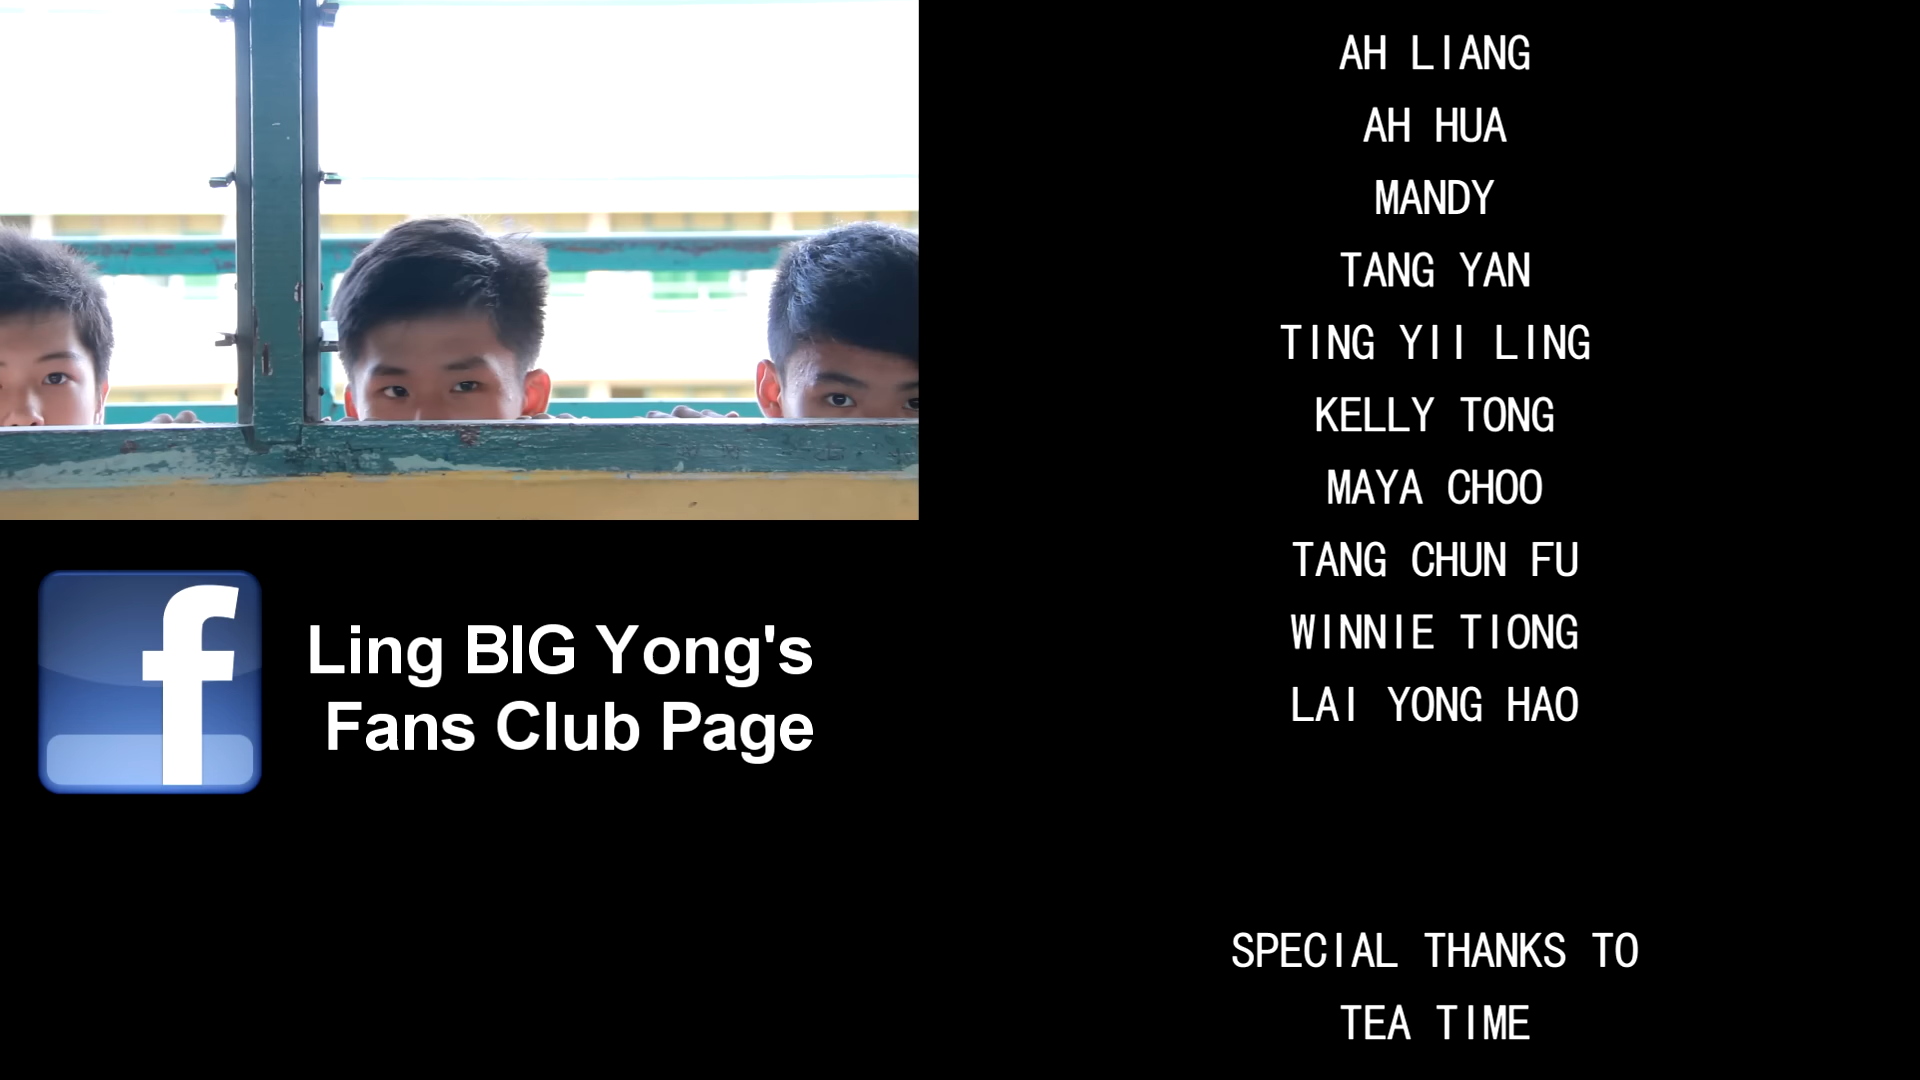 Ling BIG Yong's
Fans Club Page
AH LIANG
AH HUA
MANDY
TANG YAN
TING YII LING
KELLY TONG
MAYA CHOO
TANG CHUN FU
WINNIE TIONG
LAI YONG HAO
SPECIAL THANKS TO
TEA TIME